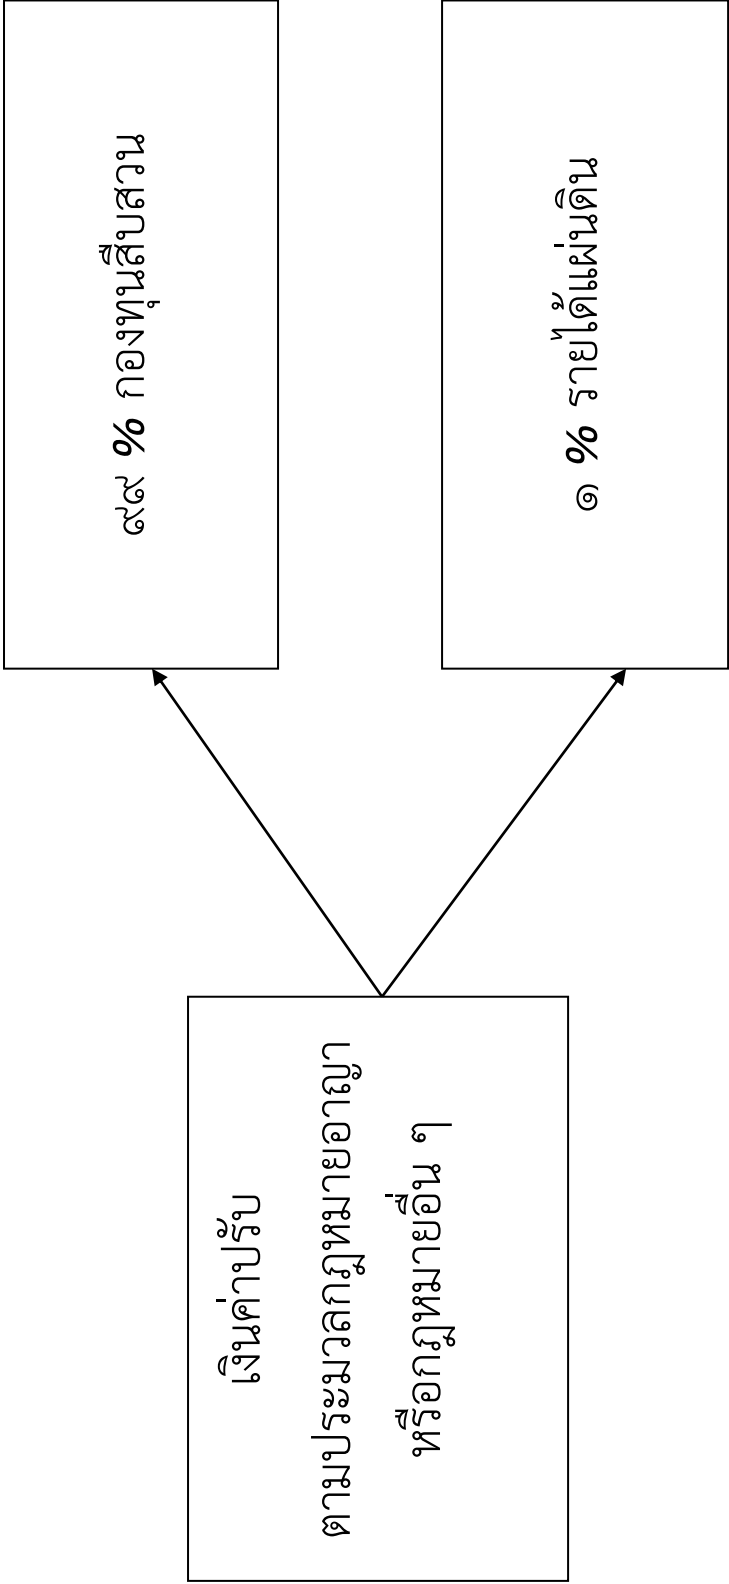 เงินค่าปรับ
ตามประมวลกฎหมายอาญา
หรือกฎหมายอื่น ๆ
๙๙ % กองทุนสืบสวน
๑ % รายได้แผ่นดิน